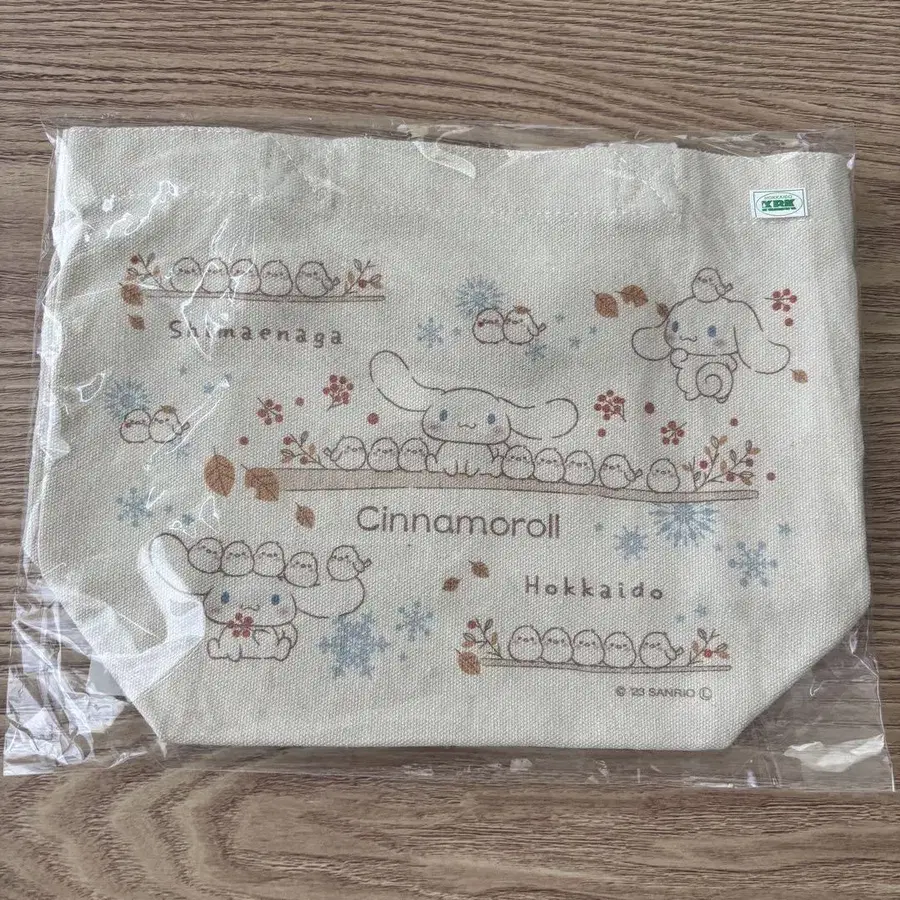 Shimaenaga
Cinnamoroll
Hokkaido
© '23 SANRIO Ⓛ